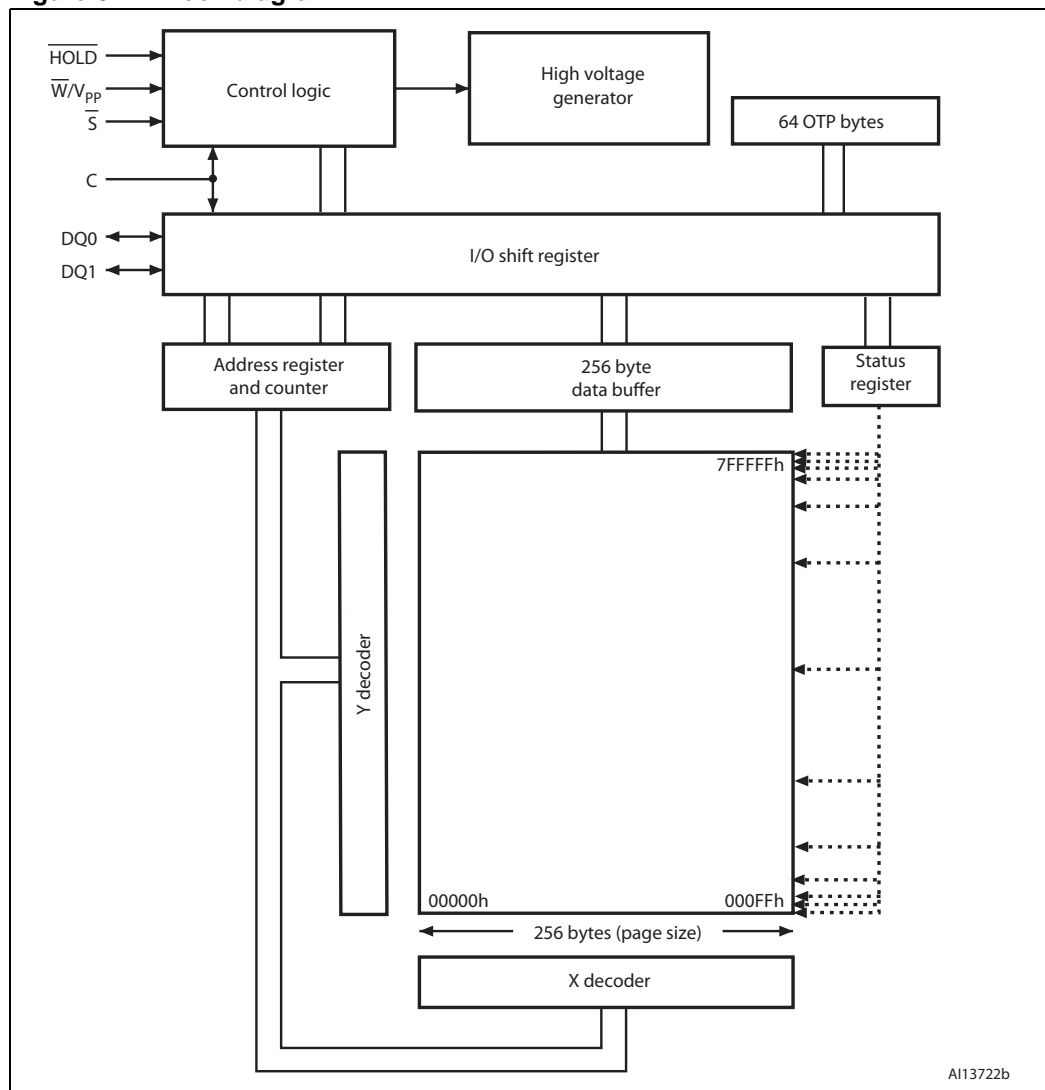 HOLD
W/VPP
S
C
DQ0
DQ1
Control logic
High voltage
generator
64 OTP bytes
I/O shift register
Address register
and counter
256 byte
data buffer
Status
register
7FFFFFh
Y decoder
00000h
000FFh
256 bytes (page size)
X decoder
AI13722b